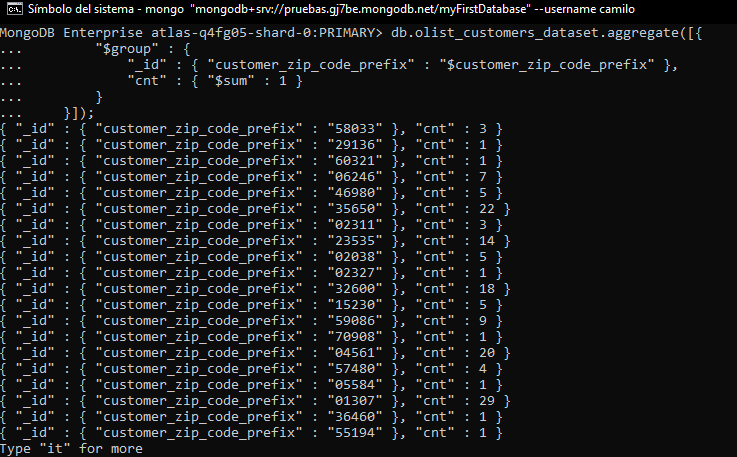 Símbolo del sistema - mongo "mongodb+srv://pruebas.gj7be.mongodb.net/myFirstDatabase" --username camilo
MongoDB Enterprise atlas-q4fg05-shard-0:PRIMARY> db.olist_customers_dataset.aggregate([{
...         "$group" : {
...             "_id" : { "customer_zip_code_prefix" : "$customer_zip_code_prefix" },
...             "cnt" : { "$sum" : 1 }
...         }
...     }]);
{ "_id" : { "customer_zip_code_prefix" : "58033" }, "cnt" : 3 }
{ "_id" : { "customer_zip_code_prefix" : "29136" }, "cnt" : 1 }
{ "_id" : { "customer_zip_code_prefix" : "60321" }, "cnt" : 1 }
{ "_id" : { "customer_zip_code_prefix" : "06246" }, "cnt" : 7 }
{ "_id" : { "customer_zip_code_prefix" : "46980" }, "cnt" : 5 }
{ "_id" : { "customer_zip_code_prefix" : "35650" }, "cnt" : 22 }
{ "_id" : { "customer_zip_code_prefix" : "02311" }, "cnt" : 3 }
{ "_id" : { "customer_zip_code_prefix" : "23535" }, "cnt" : 14 }
{ "_id" : { "customer_zip_code_prefix" : "02038" }, "cnt" : 5 }
{ "_id" : { "customer_zip_code_prefix" : "02327" }, "cnt" : 1 }
{ "_id" : { "customer_zip_code_prefix" : "32600" }, "cnt" : 18 }
{ "_id" : { "customer_zip_code_prefix" : "15230" }, "cnt" : 5 }
{ "_id" : { "customer_zip_code_prefix" : "59086" }, "cnt" : 9 }
{ "_id" : { "customer_zip_code_prefix" : "70908" }, "cnt" : 1 }
{ "_id" : { "customer_zip_code_prefix" : "04561" }, "cnt" : 20 }
{ "_id" : { "customer_zip_code_prefix" : "57480" }, "cnt" : 4 }
{ "_id" : { "customer_zip_code_prefix" : "05584" }, "cnt" : 1 }
{ "_id" : { "customer_zip_code_prefix" : "01307" }, "cnt" : 29 }
{ "_id" : { "customer_zip_code_prefix" : "36460" }, "cnt" : 1 }
{ "_id" : { "customer_zip_code_prefix" : "55194" }, "cnt" : 1 }
Type "it" for more